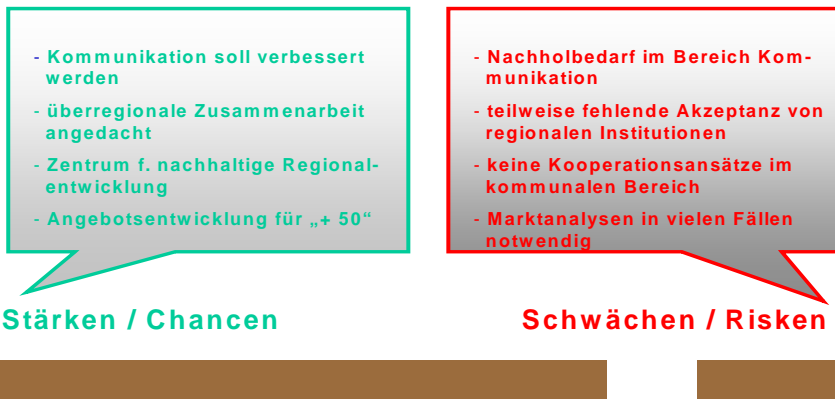 - Kommunikation soll verbessert
werden
- überregionale Zusammenarbeit
angedacht
- Zentrum f. nachhaltige Regional-
entwicklung
- Angebotsentwicklung für „+ 50“
Stärken / Chancen
- Nachholbedarf im Bereich Kom-
munikation
- teilweise fehlende Akzeptanz von
regionalen Institutionen
- keine Kooperationsansätze im
kommunalen Bereich
- Marktanalysen in vielen Fällen
notwendig
Schwächen / Risken